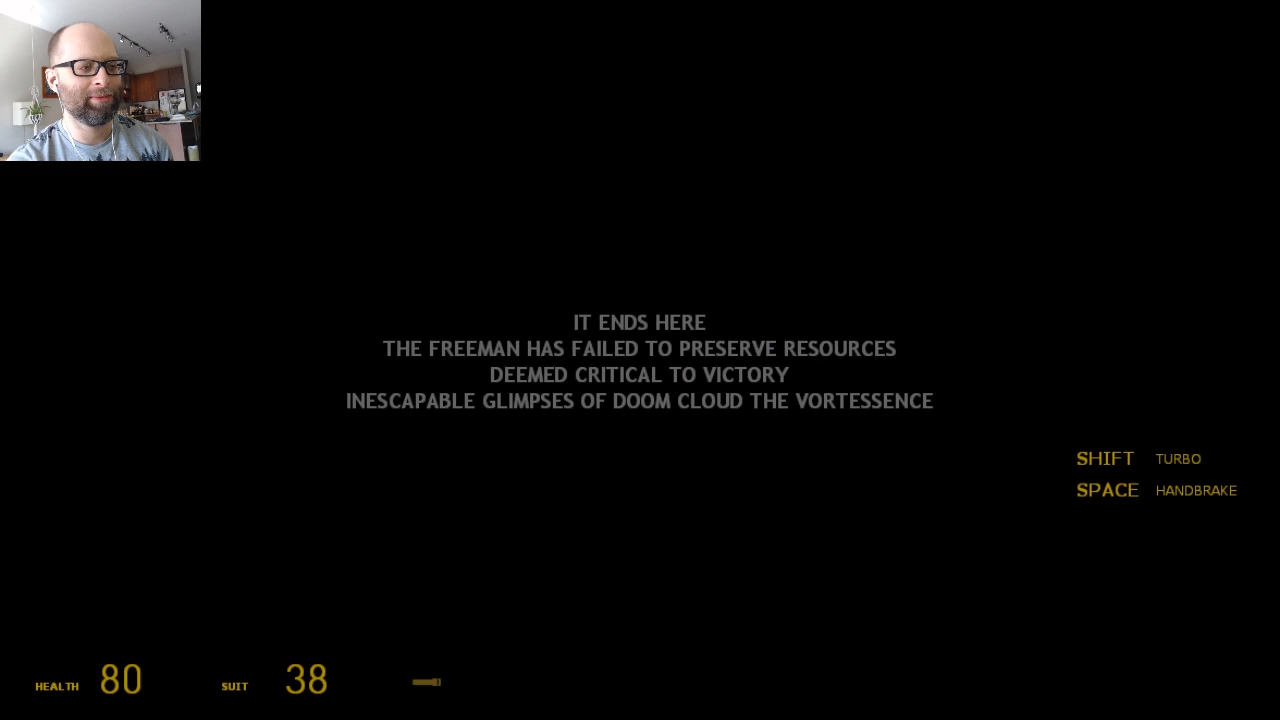 IT ENDS HERE
THE FREEMAN HAS FAILED TO PRESERVE RESOURCES
DEEMED CRITICAL TO VICTORY
INESCAPABLE GLIMPSES OF DOOM CLOUD THE VORTESSENCE
SHIFT TURBO
SPACE HANDBRAKE
HEALTH 80 SUIT 38